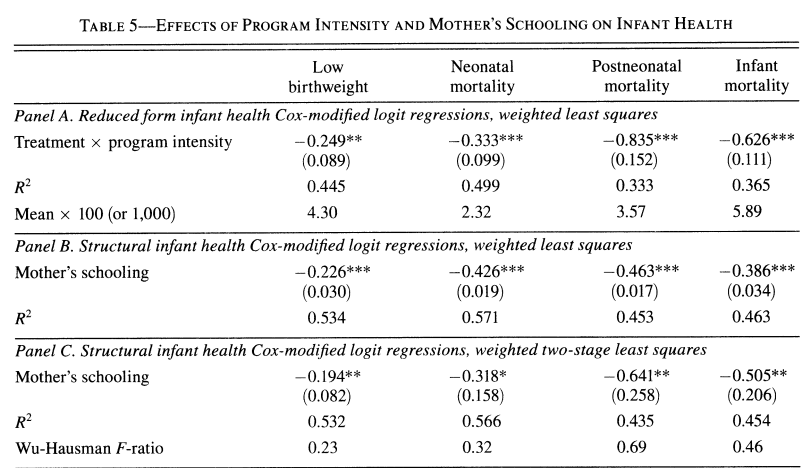 TABLE 5—EFFECTS OF PROGRAM INTENSITY AND MOTHER'S SCHOOLING ON INFANT HEALTH
Low birthweight Neonatal mortality Postneonatal mortality Infant mortality
Panel A. Reduced form infant health Cox-modified logit regressions, weighted least squares
Treatment × program intensity −0.249** −0.333*** −0.835*** −0.626***
(0.089) (0.099) (0.152) (0.111)
R² 0.445 0.499 0.333 0.365
Mean × 100 (or 1,000) 4.30 2.32 3.57 5.89
Panel B. Structural infant health Cox-modified logit regressions, weighted least squares
Mother's schooling −0.226*** −0.426*** −0.463*** −0.386***
(0.030) (0.019) (0.017) (0.034)
R² 0.534 0.571 0.453 0.463
Panel C. Structural infant health Cox-modified logit regressions, weighted two-stage least squares
Mother's schooling −0.194** −0.318* −0.641** −0.505**
(0.082) (0.158) (0.258) (0.206)
R² 0.532 0.566 0.435 0.454
Wu-Hausman F-ratio 0.23 0.32 0.69 0.46